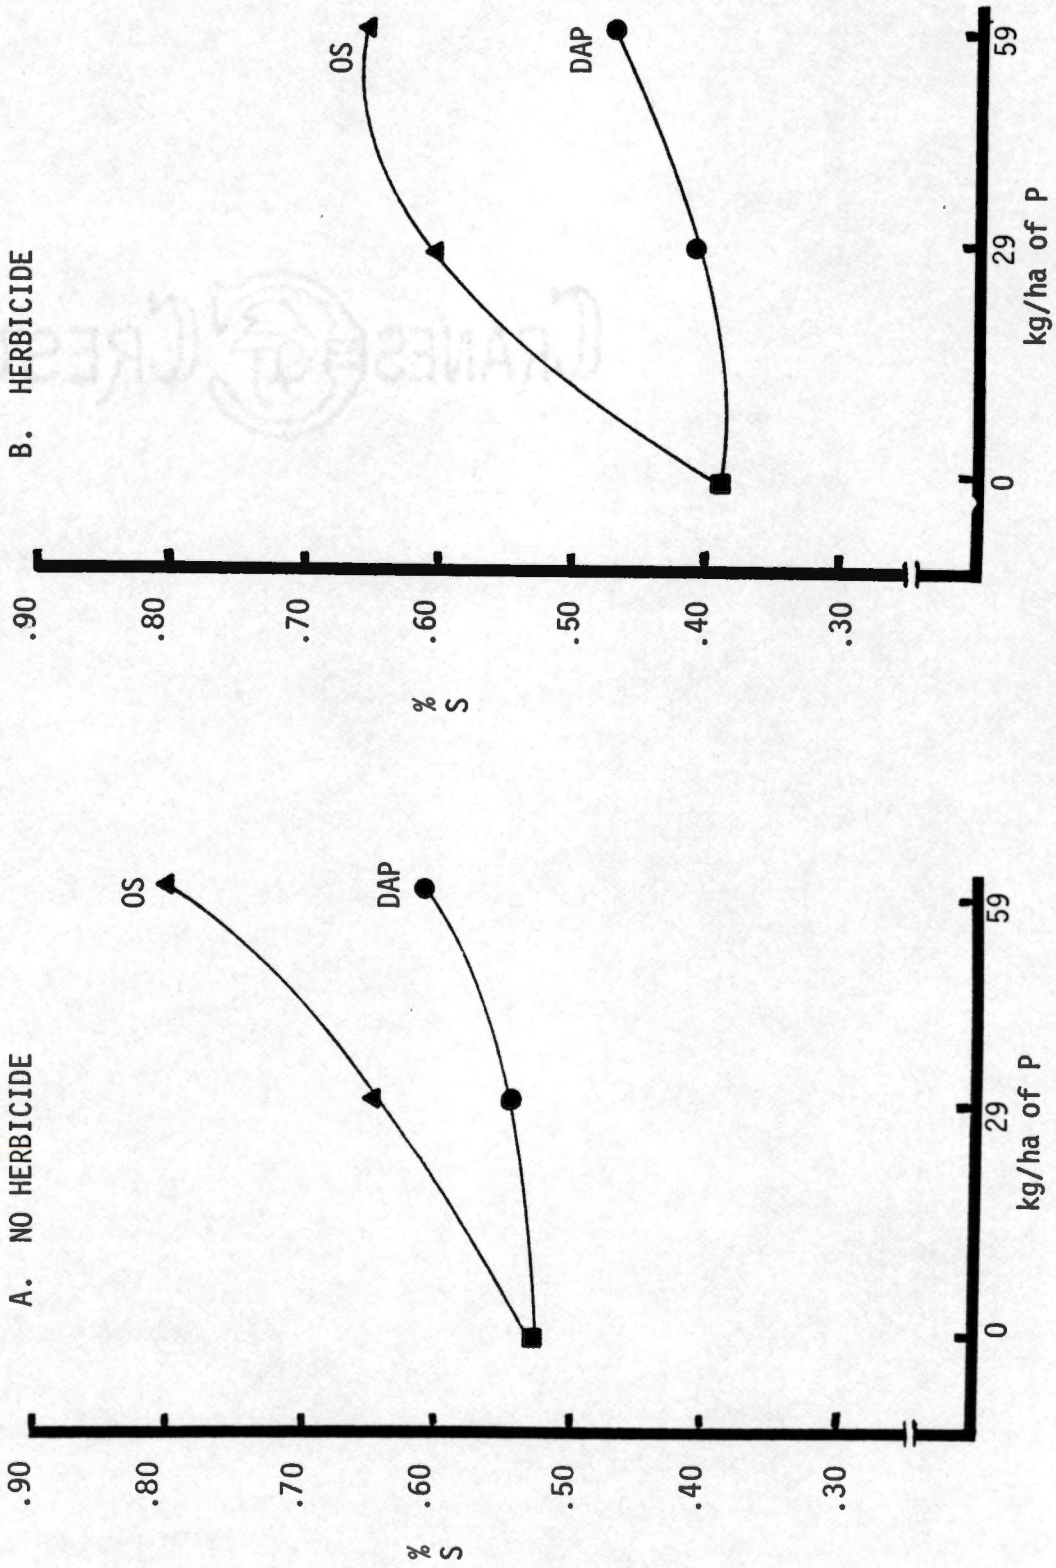 A. NO HERBICIDE
.90
.80
.70
.60
.50
.40
.30
%
S
OS
DAP
0
29
59
kg/ha of P
B. HERBICIDE
.90
.80
.70
.60
.50
.40
.30
%
S
OS
DAP
0
29
59
kg/ha of P